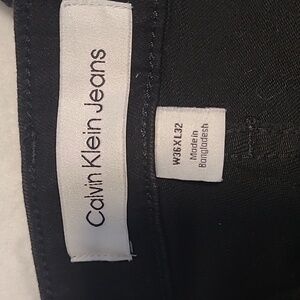 Calvin Klein Jeans
W36 X L32
Made in
Bangladesh